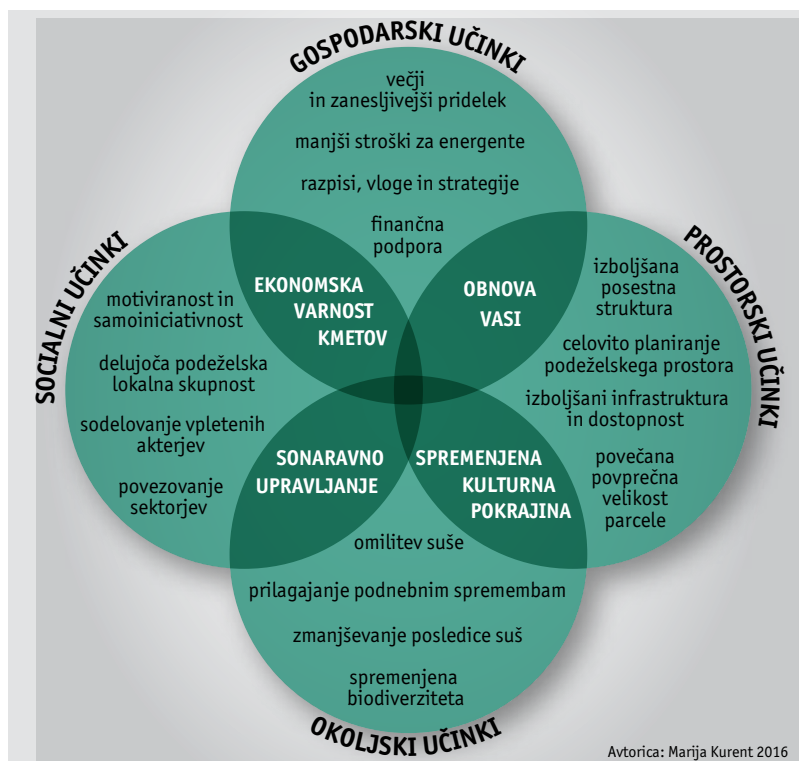 GOSPODARSKI UČINKI
večji
in zanesljivejši pridelek
manjši stroški za energente
razpisi, vloge in strategije
finančna
podpora
SOCIALNI UČINKI
motiviranost in
samoiniciativnost
delujoča podeželska
lokalna skupnost
sodelovanje vpletenih
akterjev
povezovanje
sektorjev
EKONOMSKA
VARNOST
KMETOV
OBNOVA
VASI
PROSTORSKI UČINKI
izboljšana
posestna
struktura
celovito planiranje
podeželskega prostora
izboljšani infrastruktura
in dostopnost
povečana
povprečna
velikost
parcele
SONARAVNO
UPRAVLJANJE
SPREMENJENA
KULTURNA
POKRAJINA
omilitev suše
prilagajanje podnebnim spremembam
zmanjševanje posledice suš
spremenjena
biodiverziteta
OKOLJSKI UČINKI
Avtorica: Marija Kurent 2016